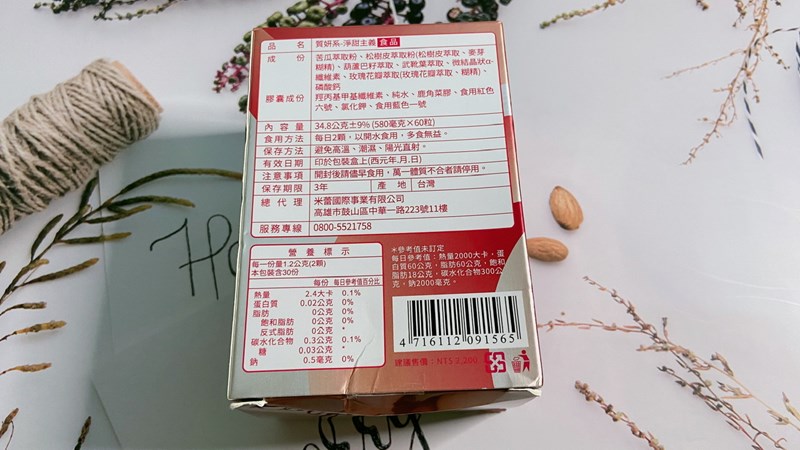 品名 質妍系-淨甜主義 食品
成份 苦瓜萃取粉、松樹皮萃取粉(松樹皮萃取、麥芽
糊精)、葫蘆巴籽萃取、武靴葉萃取、微結晶狀α-
纖維素、玫瑰花瓣萃取(玫瑰花瓣萃取、糊精)、
磷酸鈣
膠囊成份 羥丙基甲基纖維素、純水、鹿角菜膠、食用紅色
六號、氯化鉀、食用藍色一號
內容量 34.8公克±9% (580毫克×60粒)
食用方法 每日2顆,以開水食用,多食無益。
保存方法 避免高溫、潮濕、陽光直射。
有效日期 印於包裝盒上(西元年,月,日)
注意事項 開封後請儘早食用,萬一體質不合者請停用。
保存期限 3年 產地 台灣
總代理 米蕾國際事業有限公司
高雄市鼓山區中華一路223號11樓
服務專線 0800-5521758
營養標示
每一份量1.2公克(2顆)
本包裝含30份
每份 每日參考值百分比
熱量 2.4大卡 0.1%
蛋白質 0.02公克 0%
脂肪 0公克 0%
飽和脂肪 0公克 0%
反式脂肪 0公克 *
碳水化合物 0.3公克 0.1%
糖 0.03公克 *
鈉 0.5毫克 0%
*參考值未訂定
每日參考值:熱量2000大卡、蛋
白質60公克、脂肪60公克、飽和
脂肪18公克、碳水化合物300公
克、鈉2000毫克。
4 716112 091565
建議售價:NT$ 2,200